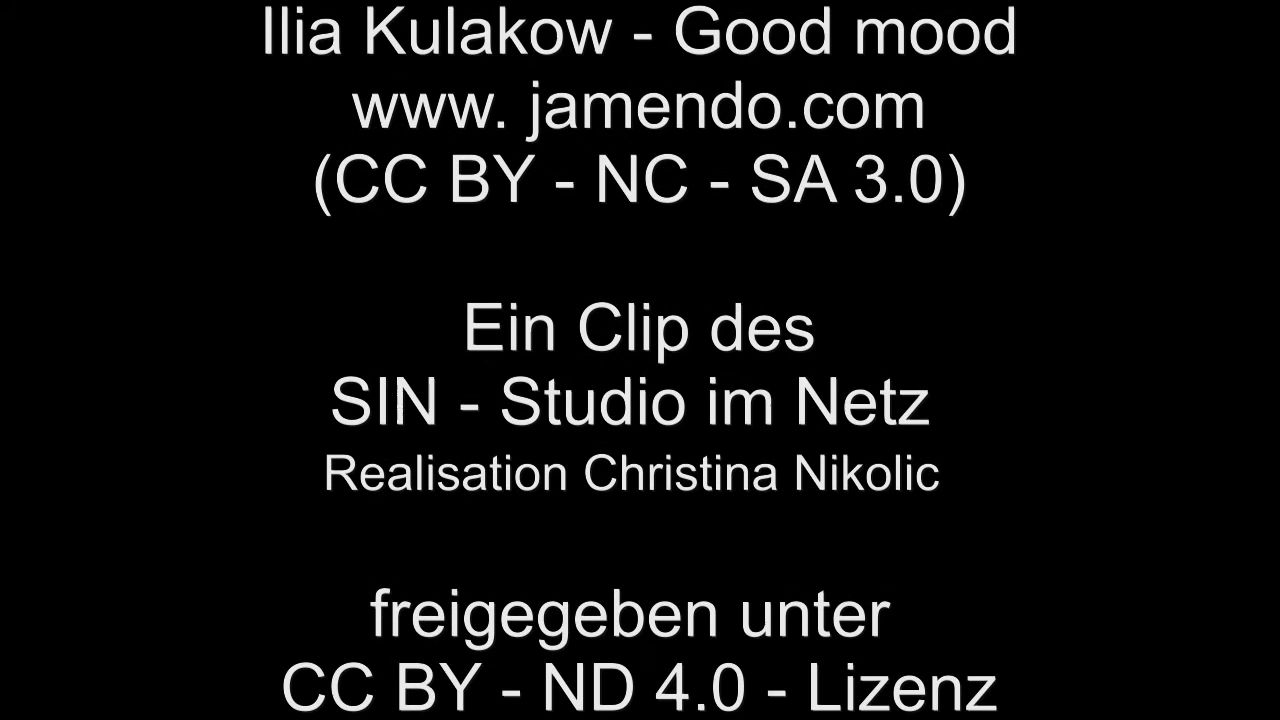 Ilia Kulakow - Good mood
www. jamendo.com
(CC BY - NC - SA 3.0)
Ein Clip des
SIN - Studio im Netz
Realisation Christina Nikolic
freigegeben unter
CC BY - ND 4.0 - Lizenz